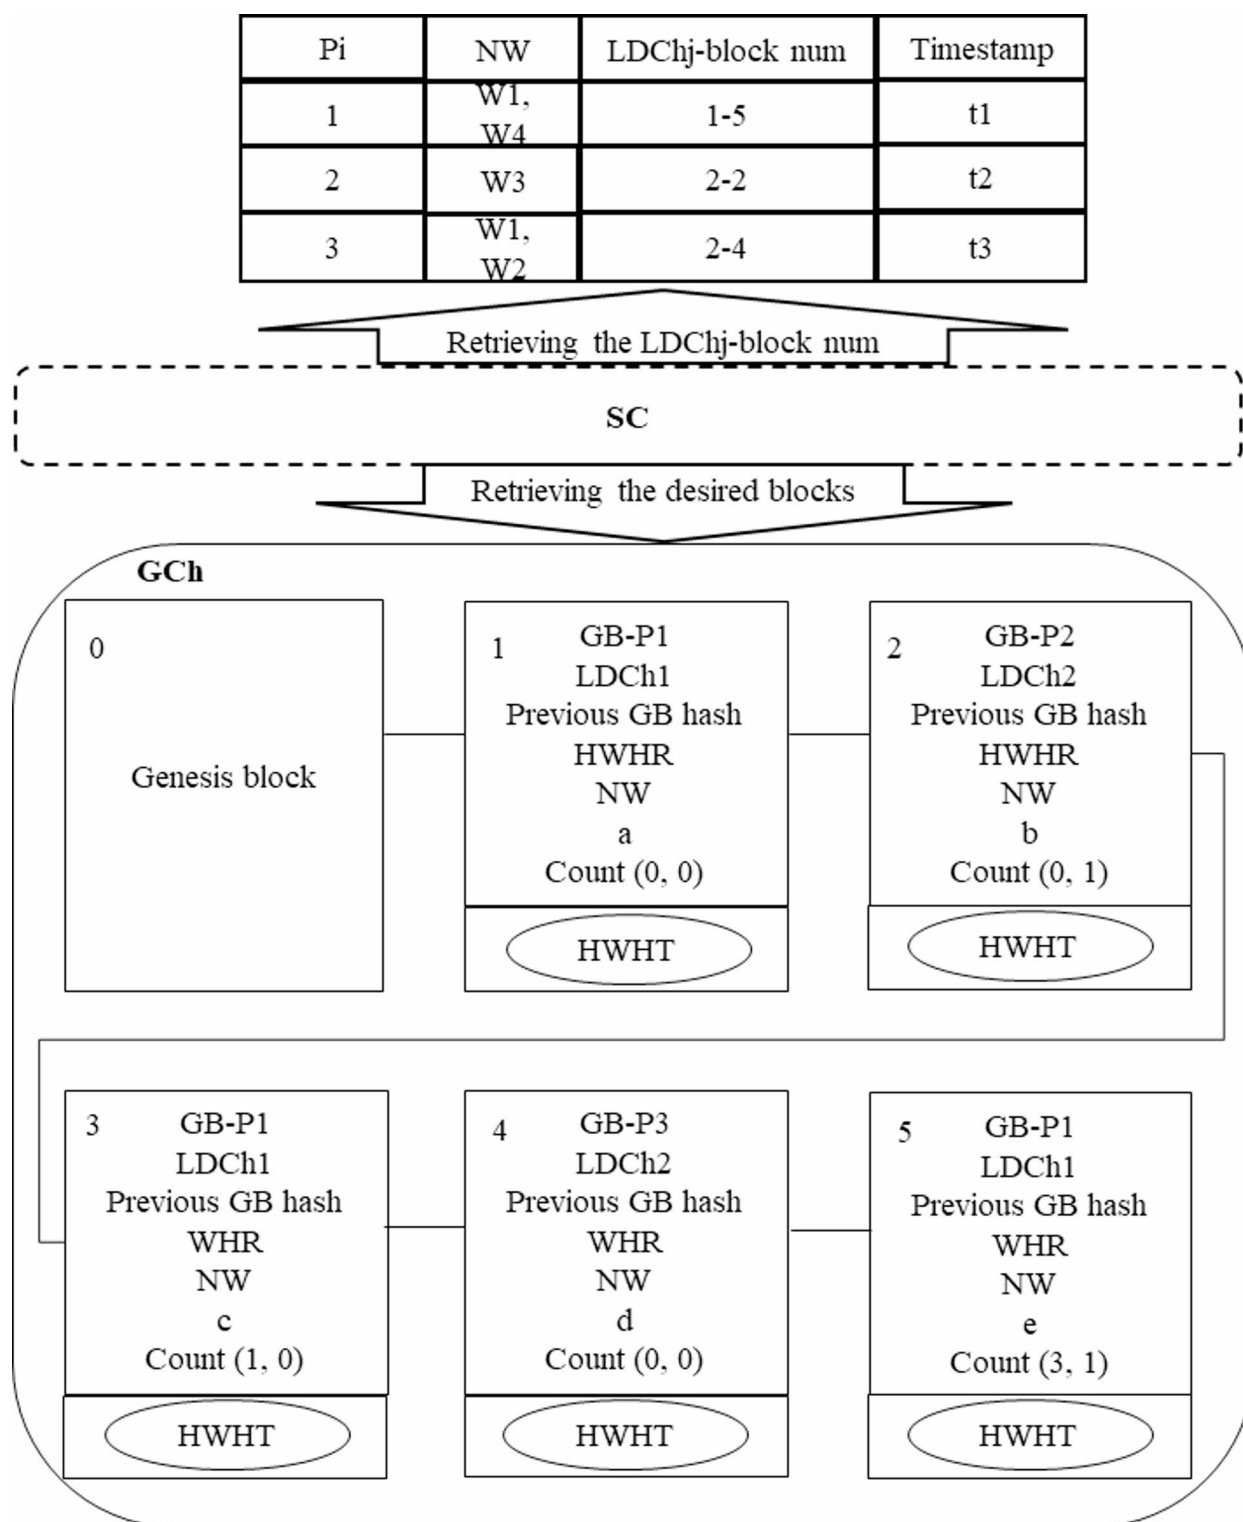 Pi NW LDChj-block num Timestamp
1 W1, W4 1-5 t1
2 W3 2-2 t2
3 W1, W2 2-4 t3
Retrieving the LDChj-block num
SC
Retrieving the desired blocks
GCh
0
Genesis block
1
GB-P1
LDCh1
Previous GB hash
HWHR
NW
a
Count (0, 0)
HWHT
2
GB-P2
LDCh2
Previous GB hash
HWHR
NW
b
Count (0, 1)
HWHT
3
GB-P1
LDCh1
Previous GB hash
WHR
NW
c
Count (1, 0)
HWHT
4
GB-P3
LDCh2
Previous GB hash
WHR
NW
d
Count (0, 0)
HWHT
5
GB-P1
LDCh1
Previous GB hash
WHR
NW
e
Count (3, 1)
HWHT